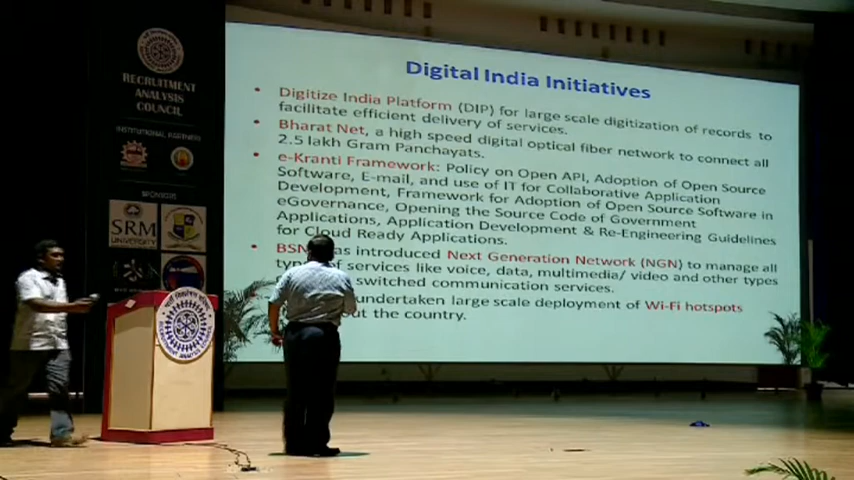 RECRUITMENT
ANALYSIS
COUNCIL
INSTITUTIONAL PARTNERS
SPONSORS
SRM
UNIVERSITY
RECRUITMENT ANALYSIS COUNCIL
Digital India Initiatives
• Digitize India Platform (DIP) for large scale digitization of records to
facilitate efficient delivery of services.
• Bharat Net, a high speed digital optical fiber network to connect all
2.5 lakh Gram Panchayats.
• e-Kranti Framework: Policy on Open API, Adoption of Open Source
Software, E-mail, and use of IT for Collaborative Application
Development, Framework for Adoption of Open Source Software in
eGovernance, Opening the Source Code of Government
Applications, Application Development & Re-Engineering Guidelines
for Cloud Ready Applications.
• introduced Next Generation Network (NGN) to manage all
of services like voice, data, multimedia/ video and other types
switched communication services.
undertaken large scale deployment of Wi-Fi hotspots
the country.